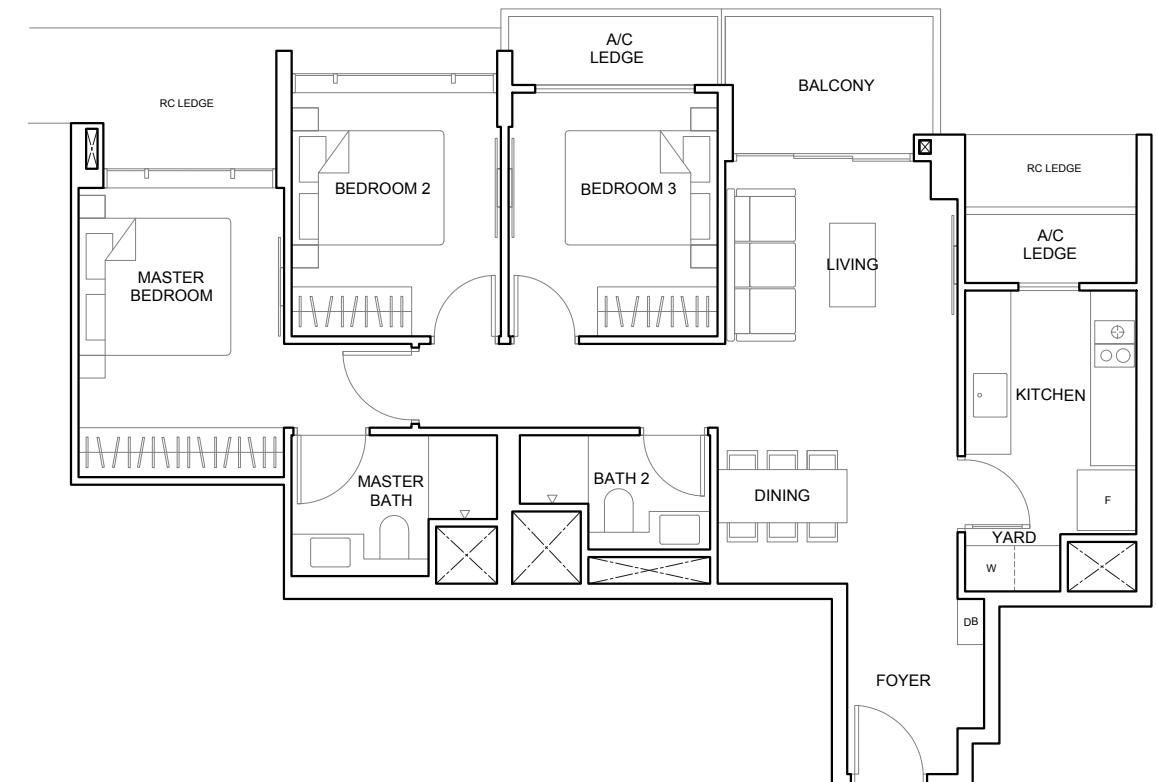 A/C
LEDGE
BALCONY
RC LEDGE
RC LEDGE
BEDROOM 2
BEDROOM 3
A/C
LEDGE
LIVING
MASTER
BEDROOM
KITCHEN
MASTER
BATH
BATH 2
DINING
F
YARD
W
DB
FOYER